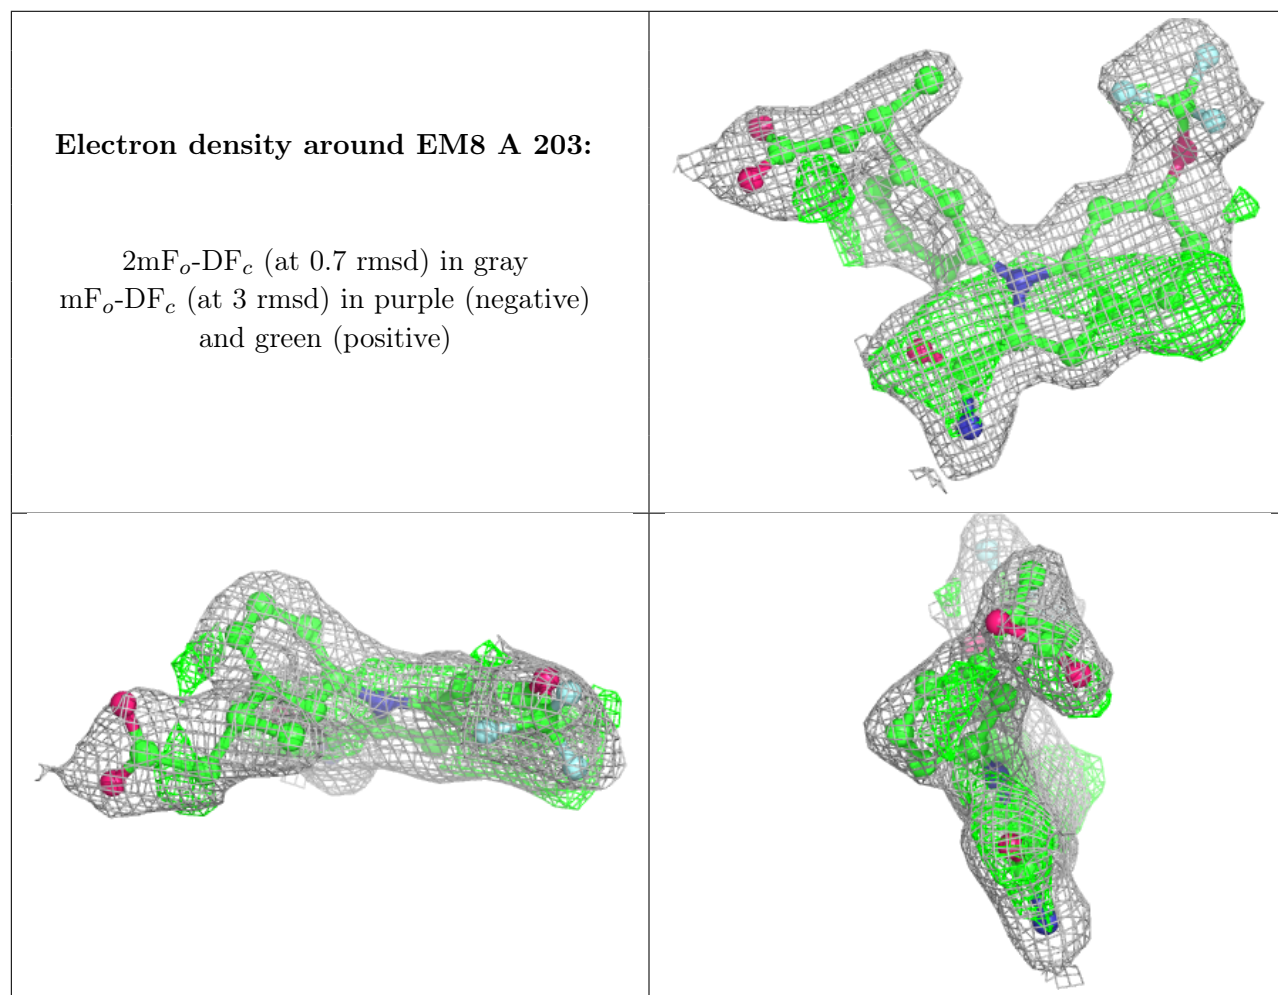 Electron density around EM8 A 203:
2mFo-DFc (at 0.7 rmsd) in gray
mFo-DFc (at 3 rmsd) in purple (negative)
and green (positive)